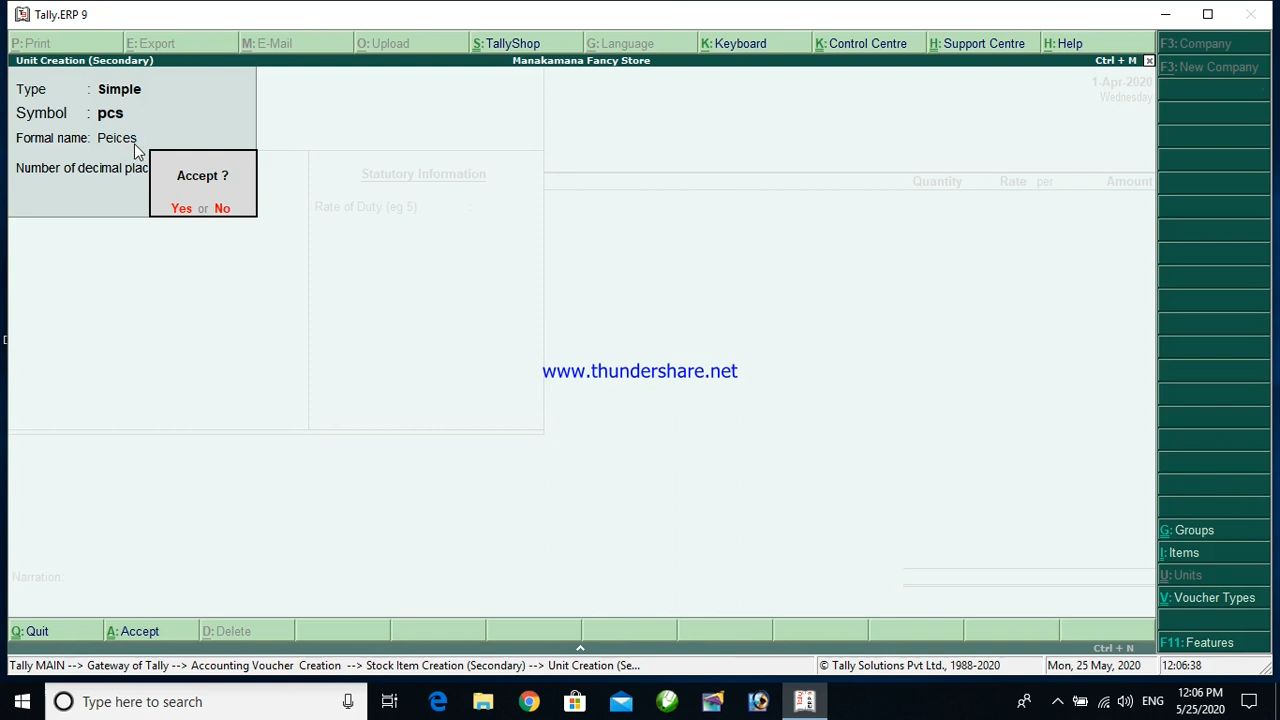 Tally.ERP 9
P: Print E: Export M: E-Mail O: Upload S: TallyShop G: Language K: Keyboard K: Control Centre H: Support Centre H: Help F3: Company
Unit Creation (Secondary) Manakamana Fancy Store Ctrl + M F3: New Company
Type : Simple 1-Apr-2020
Wednesday
Symbol : pcs
Formal name: Peices
Number of decimal plac
Accept ?
Yes or No
Statutory Information
Quantity Rate per Amount
Rate of Duty (eg 5) :
www.thundershare.net
G: Groups
I: Items
Narration: U: Units
V: Voucher Types
Q: Quit A: Accept D: Delete
F11: Features
Ctrl + N
Tally MAIN --> Gateway of Tally --> Accounting Voucher Creation --> Stock Item Creation (Secondary) --> Unit Creation (Se... © Tally Solutions Pvt Ltd., 1988-2020 Mon, 25 May, 2020 12:06:38
Type here to search ENG 12:06 PM
5/25/2020